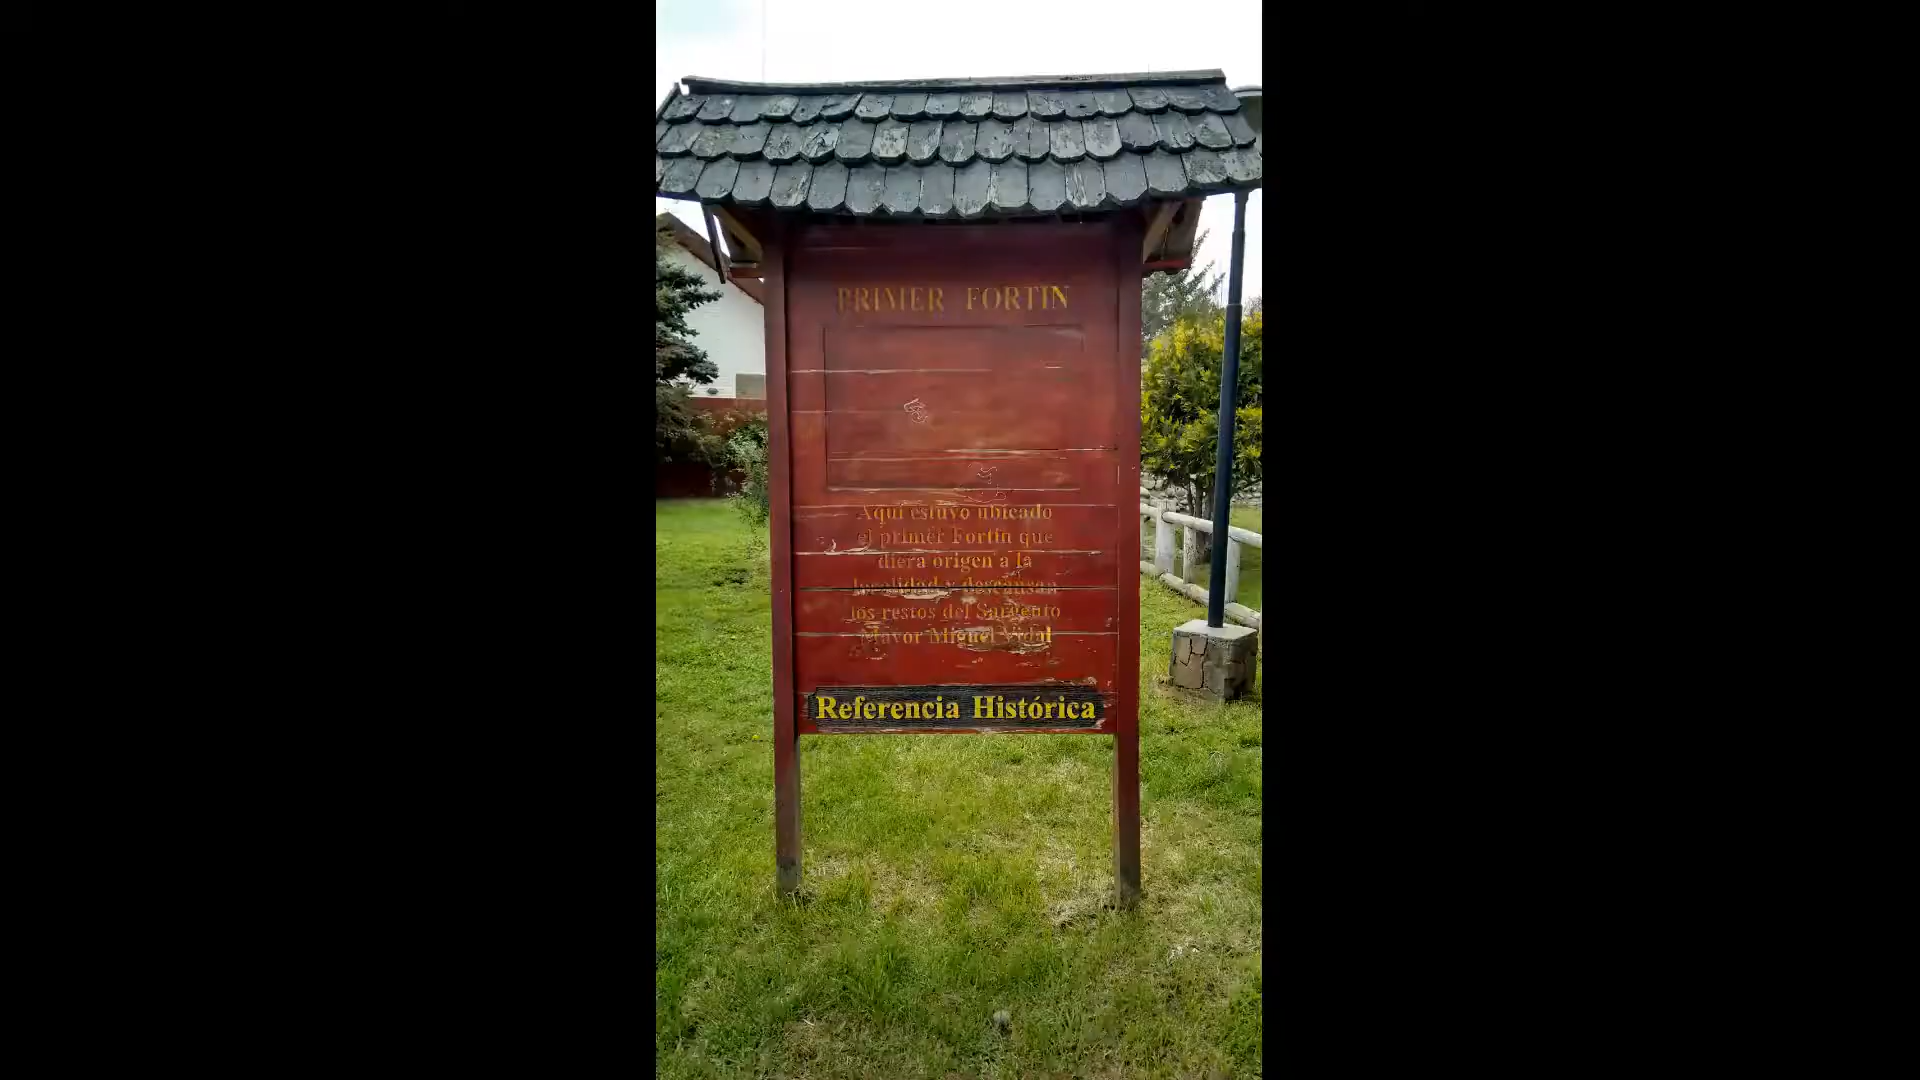 PRIMER FORTIN
Aquí estuvo ubicado
el primer Fortín que
diera origen a la
localidad y descansan
los restos del Sargento
Mayor Miguel Vidal
Referencia Histórica